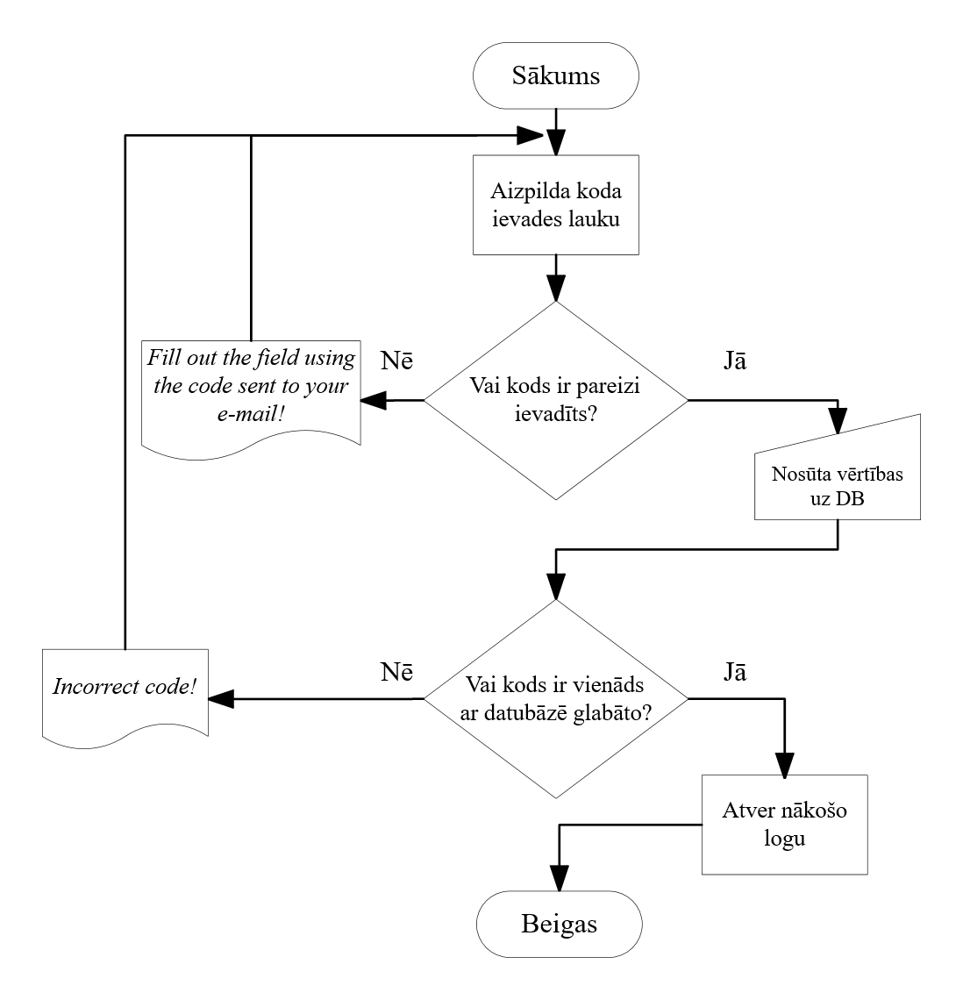 Sākums
Aizpilda koda
ievades lauku
Fill out the field using
the code sent to your
e-mail!
Nē
Vai kods ir pareizi
ievadīts?
Jā
Nosūta vērtības
uz DB
Incorrect code!
Nē
Vai kods ir vienāds
ar datubāzē glabāto?
Jā
Atver nākošo
logu
Beigas